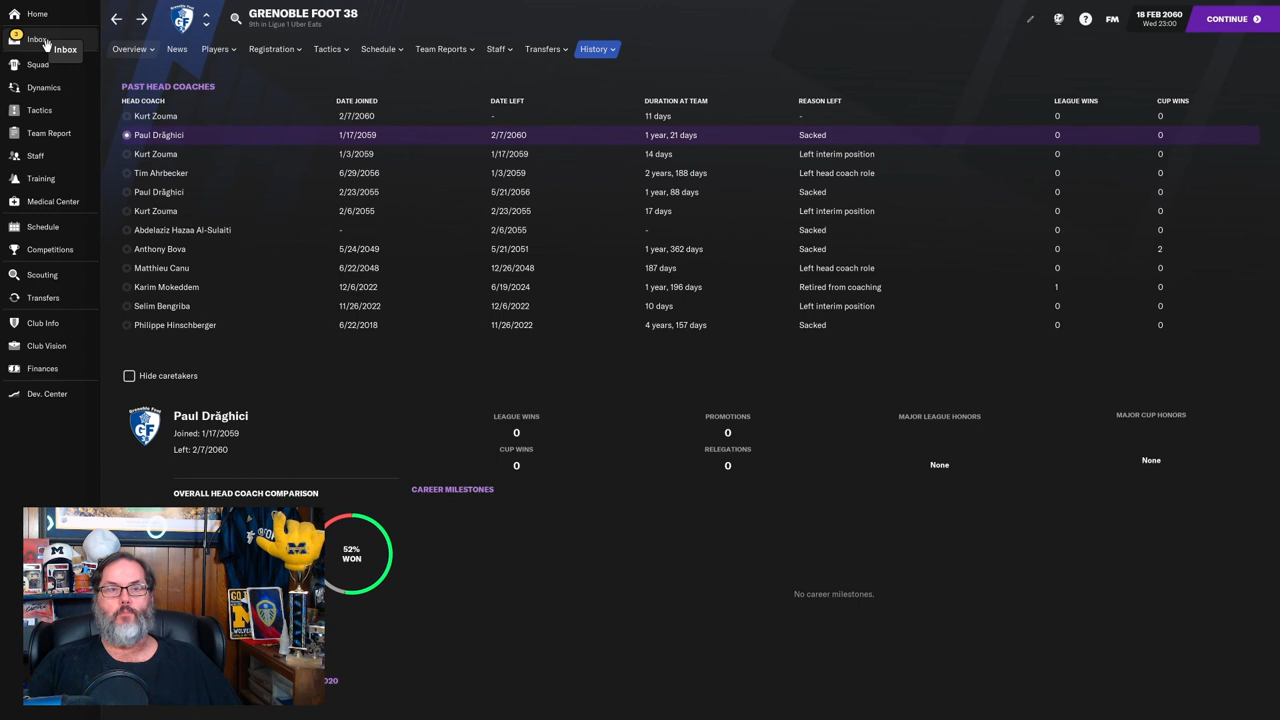 Home
3
Inbox
Inbox
Squad
Dynamics
Tactics
Team Report
Staff
Training
Medical Center
Schedule
Competitions
Scouting
Transfers
Club Info
Club Vision
Finances
Dev. Center
GRENOBLE FOOT 38
9th in Ligue 1 Uber Eats
FM
18 FEB 2060
Wed 23:00
CONTINUE
Overview News Players Registration Tactics Schedule Team Reports Staff Transfers History
PAST HEAD COACHES
HEAD COACH DATE JOINED DATE LEFT DURATION AT TEAM REASON LEFT LEAGUE WINS CUP WINS
Kurt Zouma 2/7/2060 - 11 days - 0 0
Paul Drăghici 1/17/2059 2/7/2060 1 year, 21 days Sacked 0 0
Kurt Zouma 1/3/2059 1/17/2059 14 days Left interim position 0 0
Tim Ahrbecker 6/29/2056 1/3/2059 2 years, 188 days Left head coach role 0 0
Paul Drăghici 2/23/2055 5/21/2056 1 year, 88 days Sacked 0 0
Kurt Zouma 2/6/2055 2/23/2055 17 days Left interim position 0 0
Abdelaziz Hazaa Al-Sulaiti - 2/6/2055 - Sacked 0 0
Anthony Bova 5/24/2049 5/21/2051 1 year, 362 days Sacked 0 2
Matthieu Canu 6/22/2048 12/26/2048 187 days Left head coach role 0 0
Karim Mokeddem 12/6/2022 6/19/2024 1 year, 196 days Retired from coaching 1 0
Selim Bengriba 11/26/2022 12/6/2022 10 days Left interim position 0 0
Philippe Hinschberger 6/22/2018 11/26/2022 4 years, 157 days Sacked 0 0
Hide caretakers
Paul Drăghici
Joined: 1/17/2059
Left: 2/7/2060
LEAGUE WINS PROMOTIONS MAJOR LEAGUE HONORS MAJOR CUP HONORS
0 0
CUP WINS RELEGATIONS None None
0 0
OVERALL HEAD COACH COMPARISON
CAREER MILESTONES
52%
WON
No career milestones.